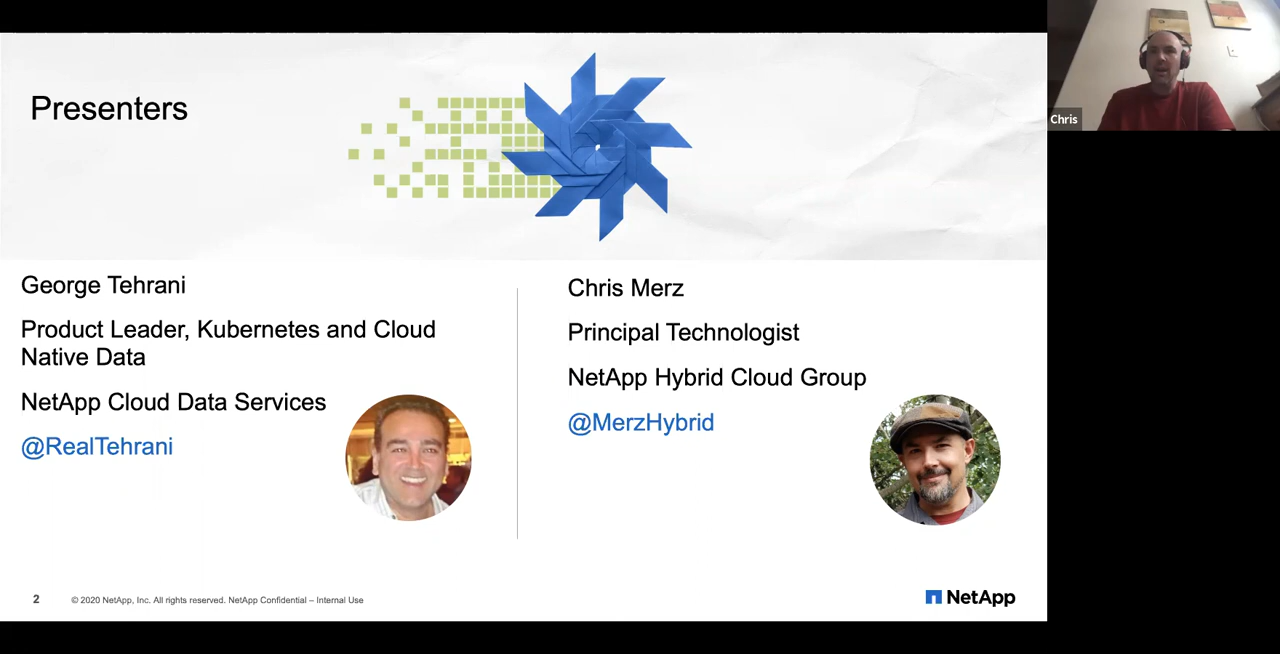 Presenters
Chris
George Tehrani
Product Leader, Kubernetes and Cloud
Native Data
NetApp Cloud Data Services
@RealTehrani
Chris Merz
Principal Technologist
NetApp Hybrid Cloud Group
@MerzHybrid
2
© 2020 NetApp, Inc. All rights reserved. NetApp Confidential – Internal Use
NetApp